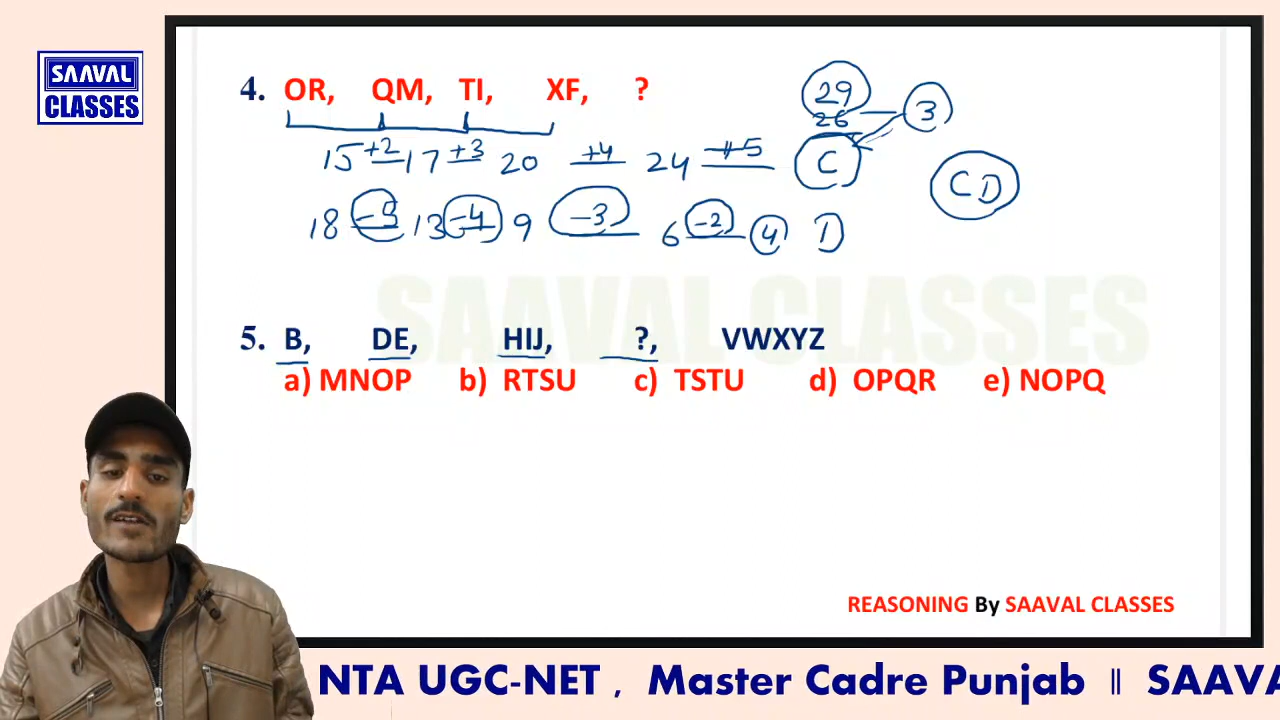 SAAVAL
CLASSES
4. OR, QM, TI, XF, ?
29
26 3
15 +2 17 +3 20 +4 24 +5 C
CD
18 -5 13 -4 9 -3 6 -2 4 D
SAAVAL CLASSES
5. B, DE, HIJ, ?, VWXYZ
a) MNOP b) RTSU c) TSTU d) OPQR e) NOPQ
REASONING By SAAVAL CLASSES
NTA UGC-NET , Master Cadre Punjab || SAAVA